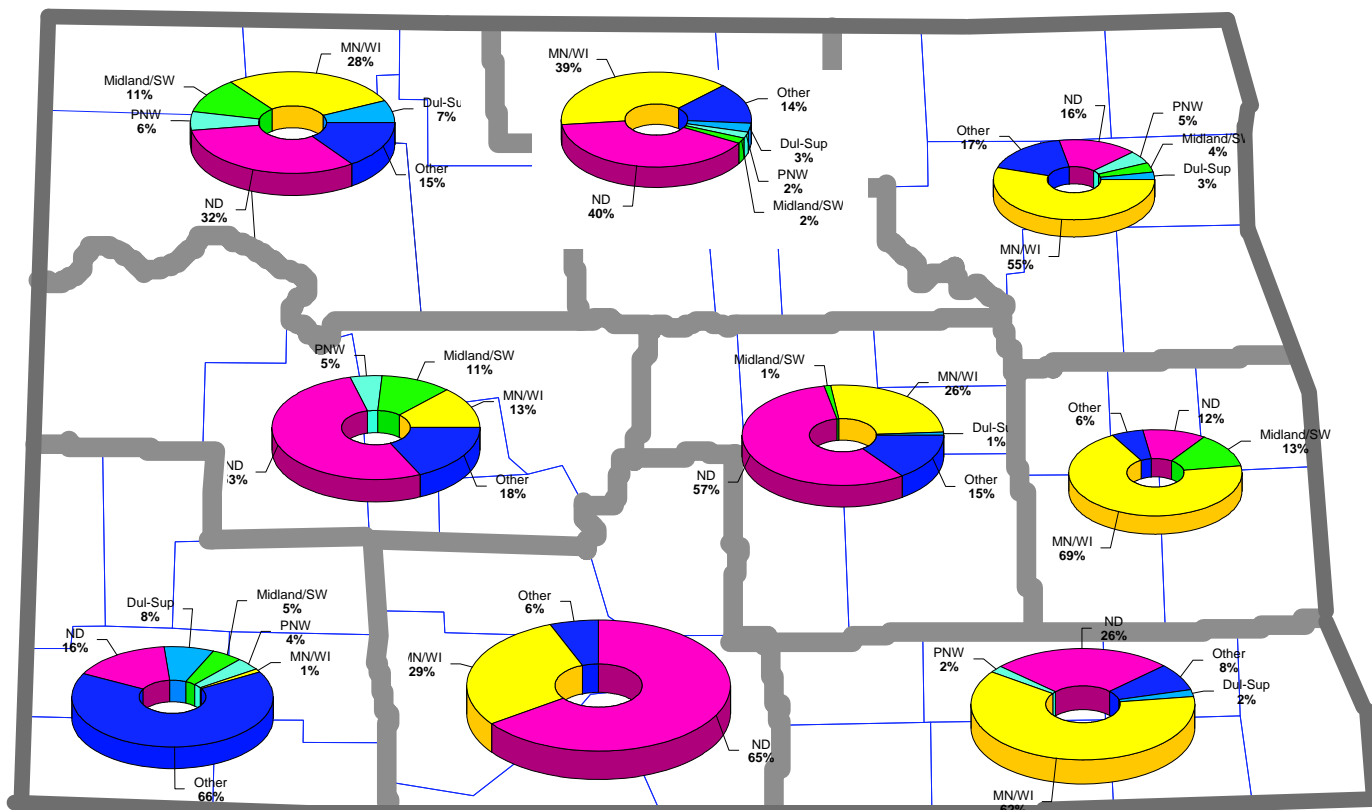 MN/WI
28%
Midland/SW
11%
PNW
6%
Dul-Su
7%
Other
15%
ND
32%
MN/WI
39%
Other
14%
Dul-Sup
3%
PNW
2%
Midland/SW
2%
ND
40%
ND
16%
PNW
5%
Other
17%
Midland/SW
4%
Dul-Sup
3%
MN/WI
55%
PNW
5%
Midland/SW
11%
MN/WI
13%
ND
Other
18%
Midland/SW
1%
MN/WI
26%
Dul-Su
1%
ND
57%
Other
15%
Other
6%
ND
12%
Midland/SW
13%
MN/WI
69%
Dul-Sup
8%
Midland/SW
5%
ND
16%
PNW
4%
MN/WI
1%
Other
66%
Other
6%
MN/WI
29%
ND
65%
ND
26%
PNW
2%
Other
8%
Dul-Sup
2%
MN/WI
62%